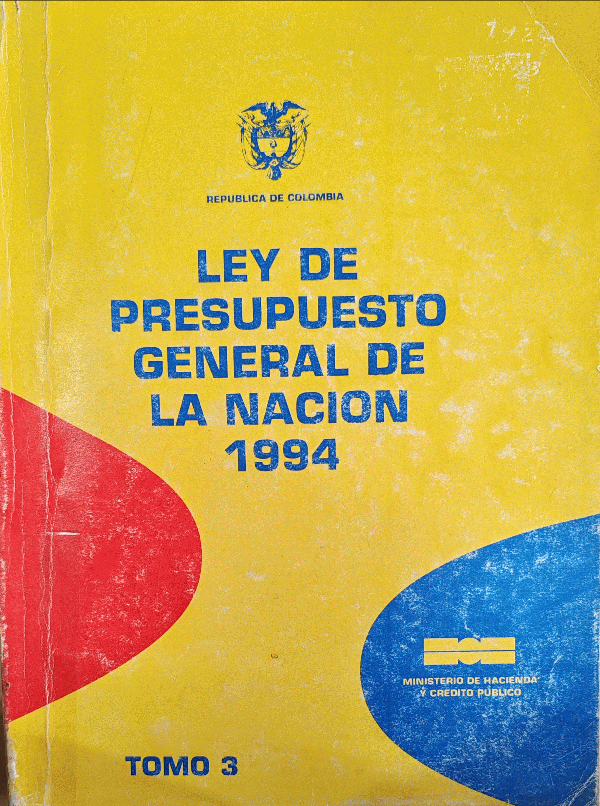 REPUBLICA DE COLOMBIA
LEY DE
PRESUPUESTO
GENERAL DE
LA NACION
1994
MINISTERIO DE HACIENDA
Y CREDITO PUBLICO
TOMO 3